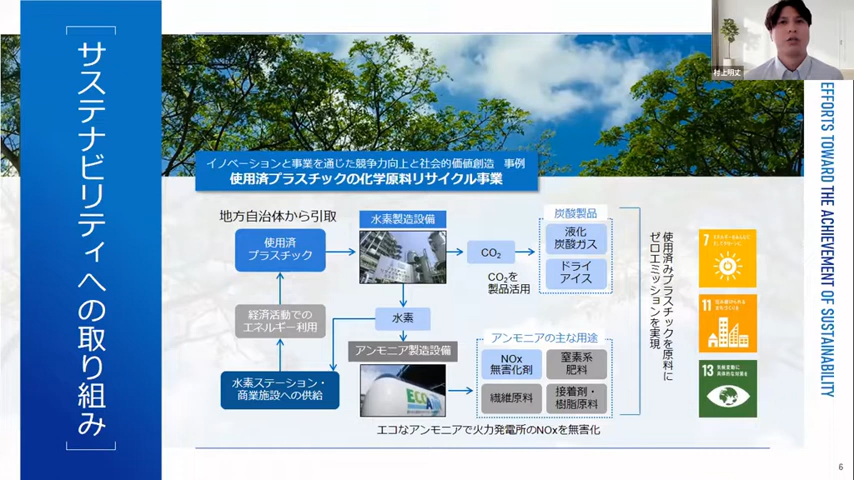 サステナビリティへの取り組み
村上明丈
EFFORTS TOWARD THE ACHIEVEMENT OF SUSTAINABILITY
イノベーションと事業を通じた競争力向上と社会的価値創造 事例
使用済プラスチックの化学原料リサイクル事業
地方自治体から引取
使用済
プラスチック
水素製造設備
CO₂
CO₂を
製品活用
炭酸製品
液化
炭酸ガス
ドライ
アイス
経済活動での
エネルギー利用
水素
水素ステーション・
商業施設への供給
アンモニア製造設備
ECO
アンモニアの主な用途
NOx
無害化剤
窒素系
肥料
繊維原料
接着剤・
樹脂原料
エコなアンモニアで火力発電所のNOxを無害化
使用済みプラスチックを原料に
ゼロエミッションを実現
7
11
13
6